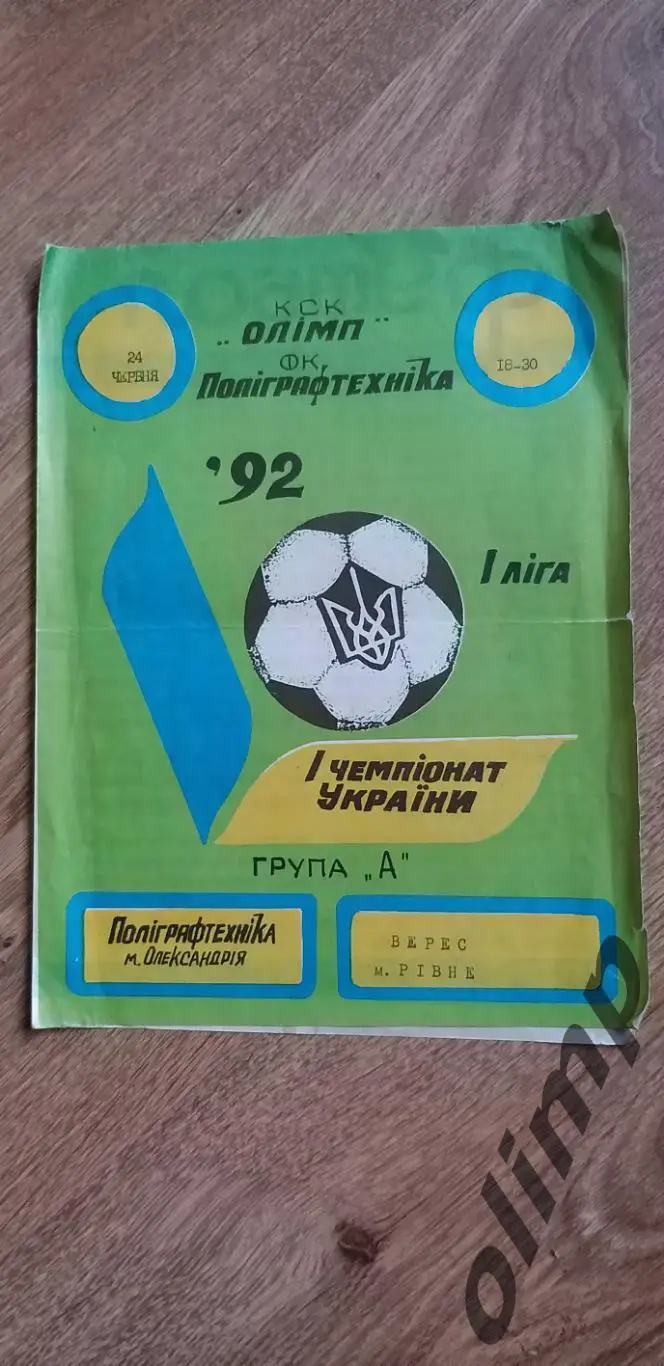 КСК
„ОЛІМП"
ФК,
ПОЛІГРАФТЕХНІКА
24
ЧЕРВНЯ
18-30
'92
І ЛІГА
І ЧЕМПІОНАТ
УКРАЇНИ
ГРУПА „А"
ПОЛІГРАФТЕХНІКА
м. ОЛЕКСАНДРІЯ
ВЕРЕС
м. РІВНЕ
olimp